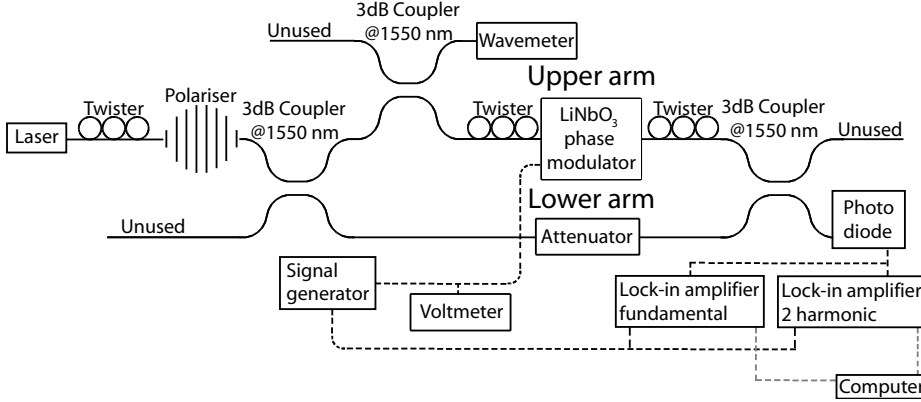 3dB Coupler
@1550 nm
Unused
Wavemeter
Upper arm
Polariser
Twister
3dB Coupler
@1550 nm
Twister
LiNbO3
phase
modulator
Twister
3dB Coupler
@1550 nm
Unused
Laser
Lower arm
Unused
Attenuator
Photo
diode
Signal
generator
Voltmeter
Lock-in amplifier
fundamental
Lock-in amplifier
2 harmonic
Computer